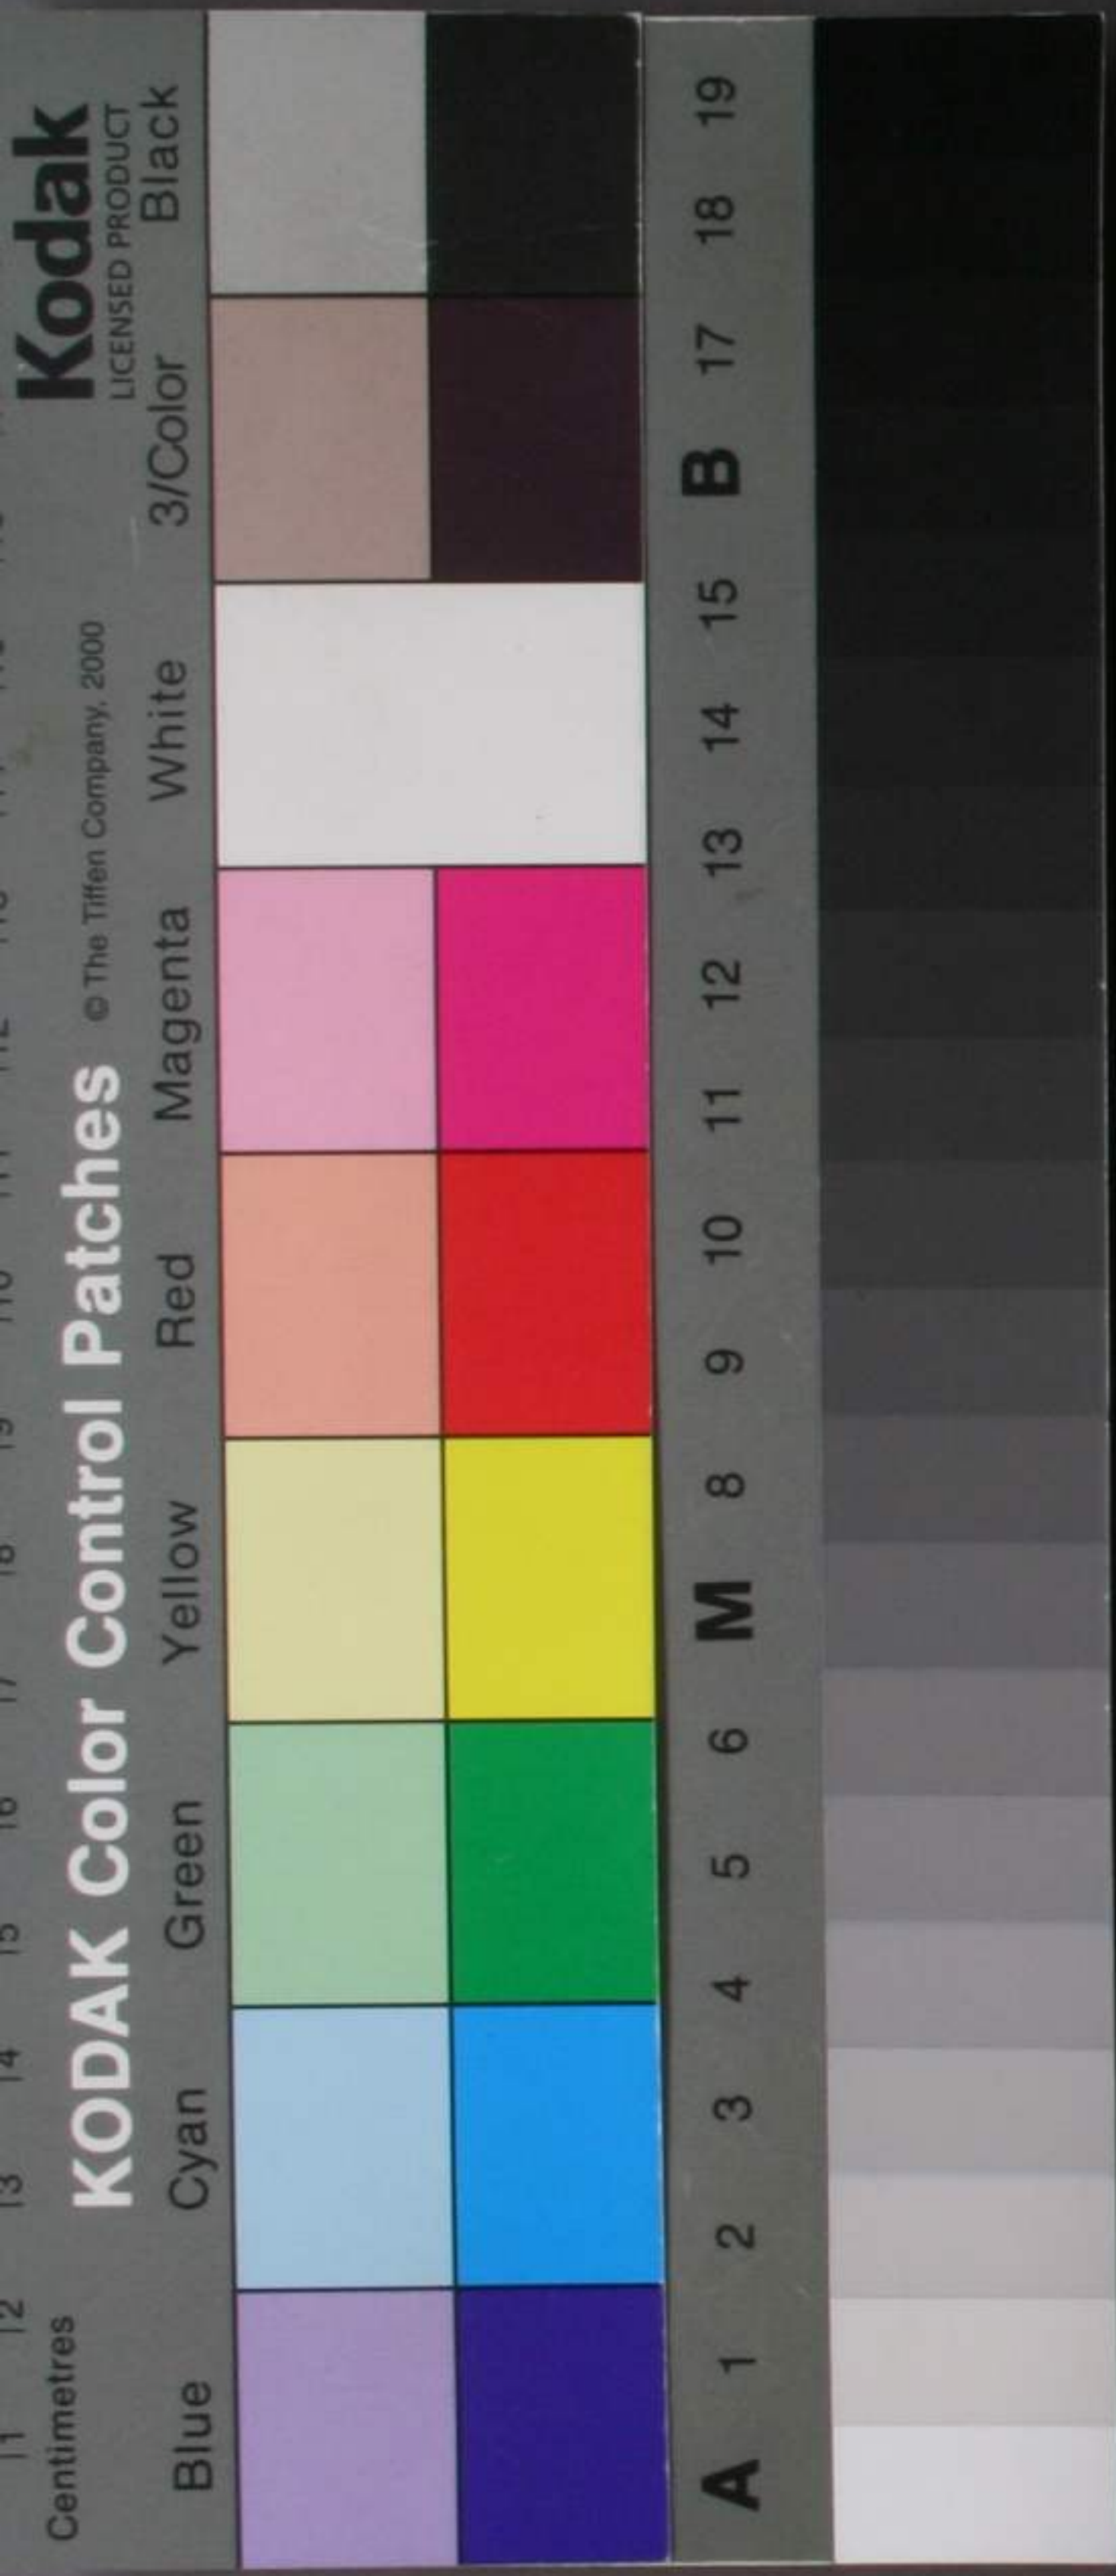 Kodak
LICENSED PRODUCT
KODAK Color Control Patches © The Tiffen Company, 2000
Centimetres
Blue Cyan Green Yellow Red Magenta White 3/Color Black
A 1 2 3 4 5 6 M 8 9 10 11 12 13 14 15 B 17 18 19